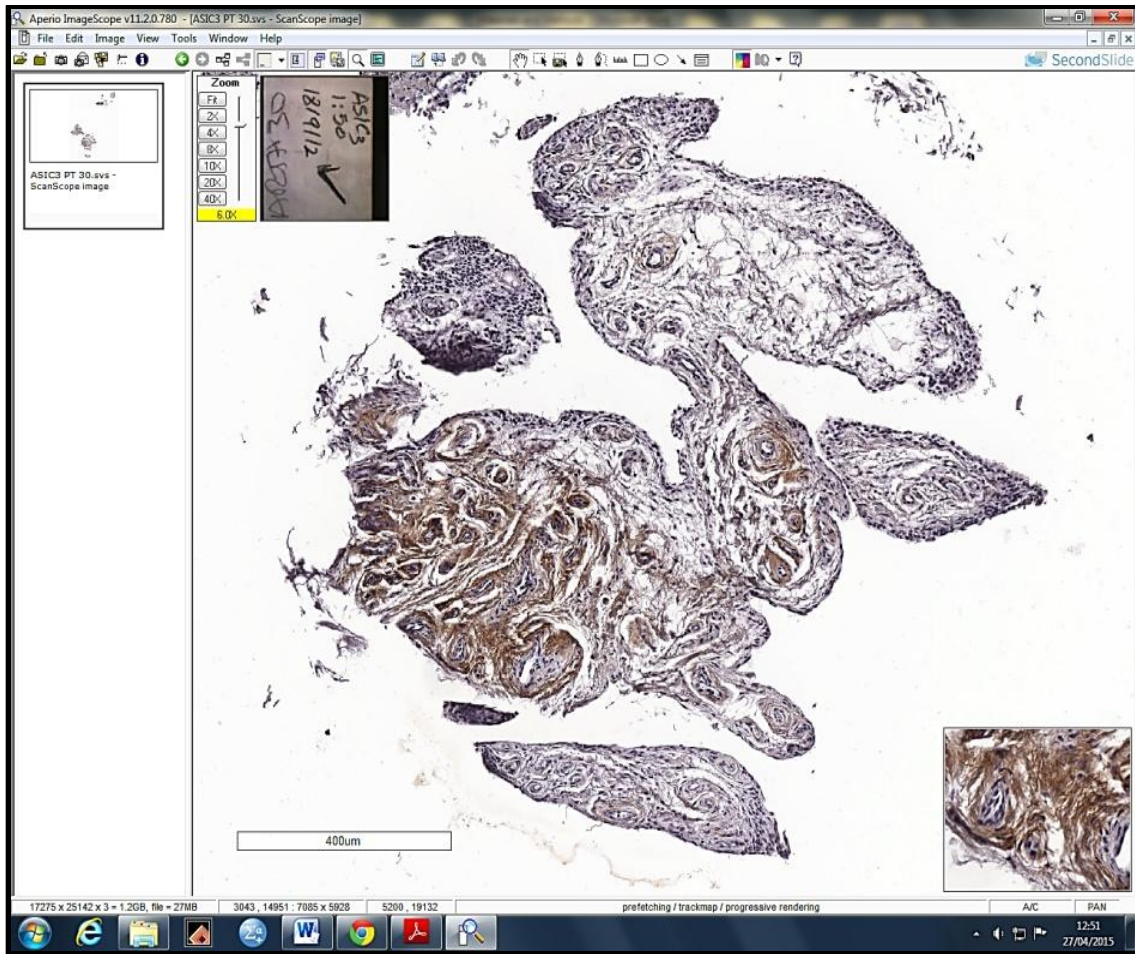 Aperio ImageScope v11.2.0.780 - [ASIC3 PT 30.svs - ScanScope image]
File Edit Image View Tools Window Help
SecondSlide
Zoom
Fit
2X
4X
8X
10X
20X
40X
6.0X
ASIC3
1:50
18/9/12
ASIC3 PT 30.svs -
ScanScope image
400um
17275 x 25142 x 3 = 1.2GB, file = 27MB 3043 , 14951 : 7085 x 5928 5200 , 19132 prefetching / trackmap / progressive rendering A/C PAN
12:51
27/04/2015